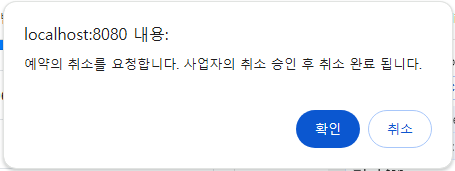 localhost:8080 내용:
예약의 취소를 요청합니다. 사업자의 취소 승인 후 취소 완료 됩니다.
확인
취소